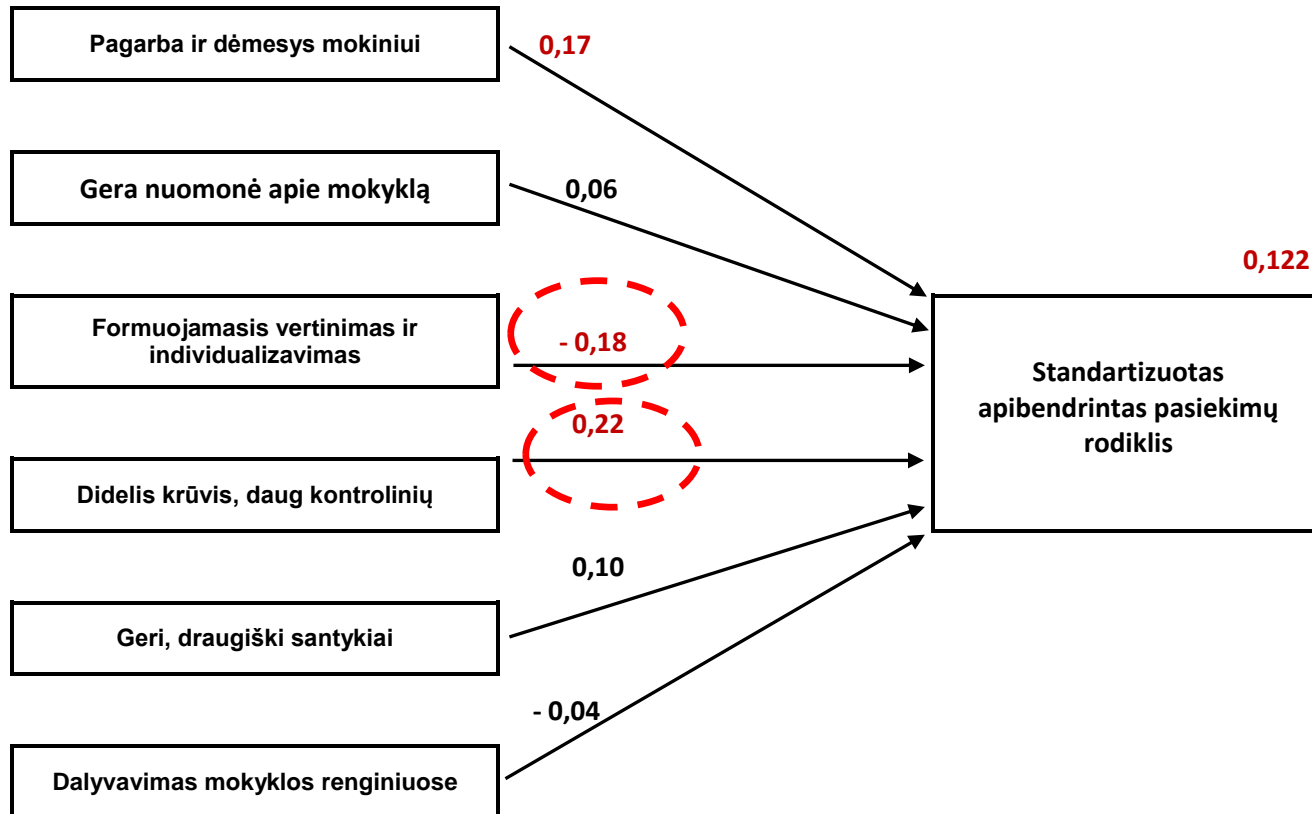 Pagarba ir dėmesys mokiniui
0,17
Gera nuomonė apie mokyklą
0,06
0,122
Formuojamasis vertinimas ir
individualizavimas
- 0,18
Standartizuotas
apibendrintas pasiekimų
rodiklis
0,22
Didelis krūvis, daug kontrolinių
0,10
Geri, draugiški santykiai
- 0,04
Dalyvavimas mokyklos renginiuose